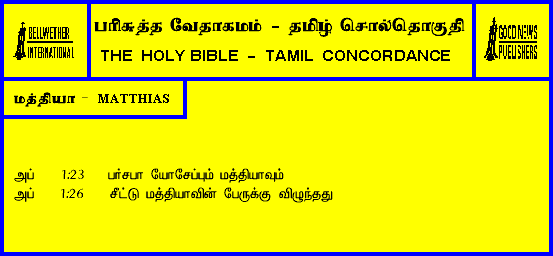 BELLWETHER
INTERNATIONAL
பரிசுத்த வேதாகமம் - தமிழ் சொல்தொகுதி
THE HOLY BIBLE - TAMIL CONCORDANCE
GOOD NEWS
PUBLISHERS
மத்தியா - MATTHIAS
அப் 1:23 பர்சபா யோசேப்பும் மத்தியாவும்
அப் 1:26 சீட்டு மத்தியாவின் பேருக்கு விழுந்தது